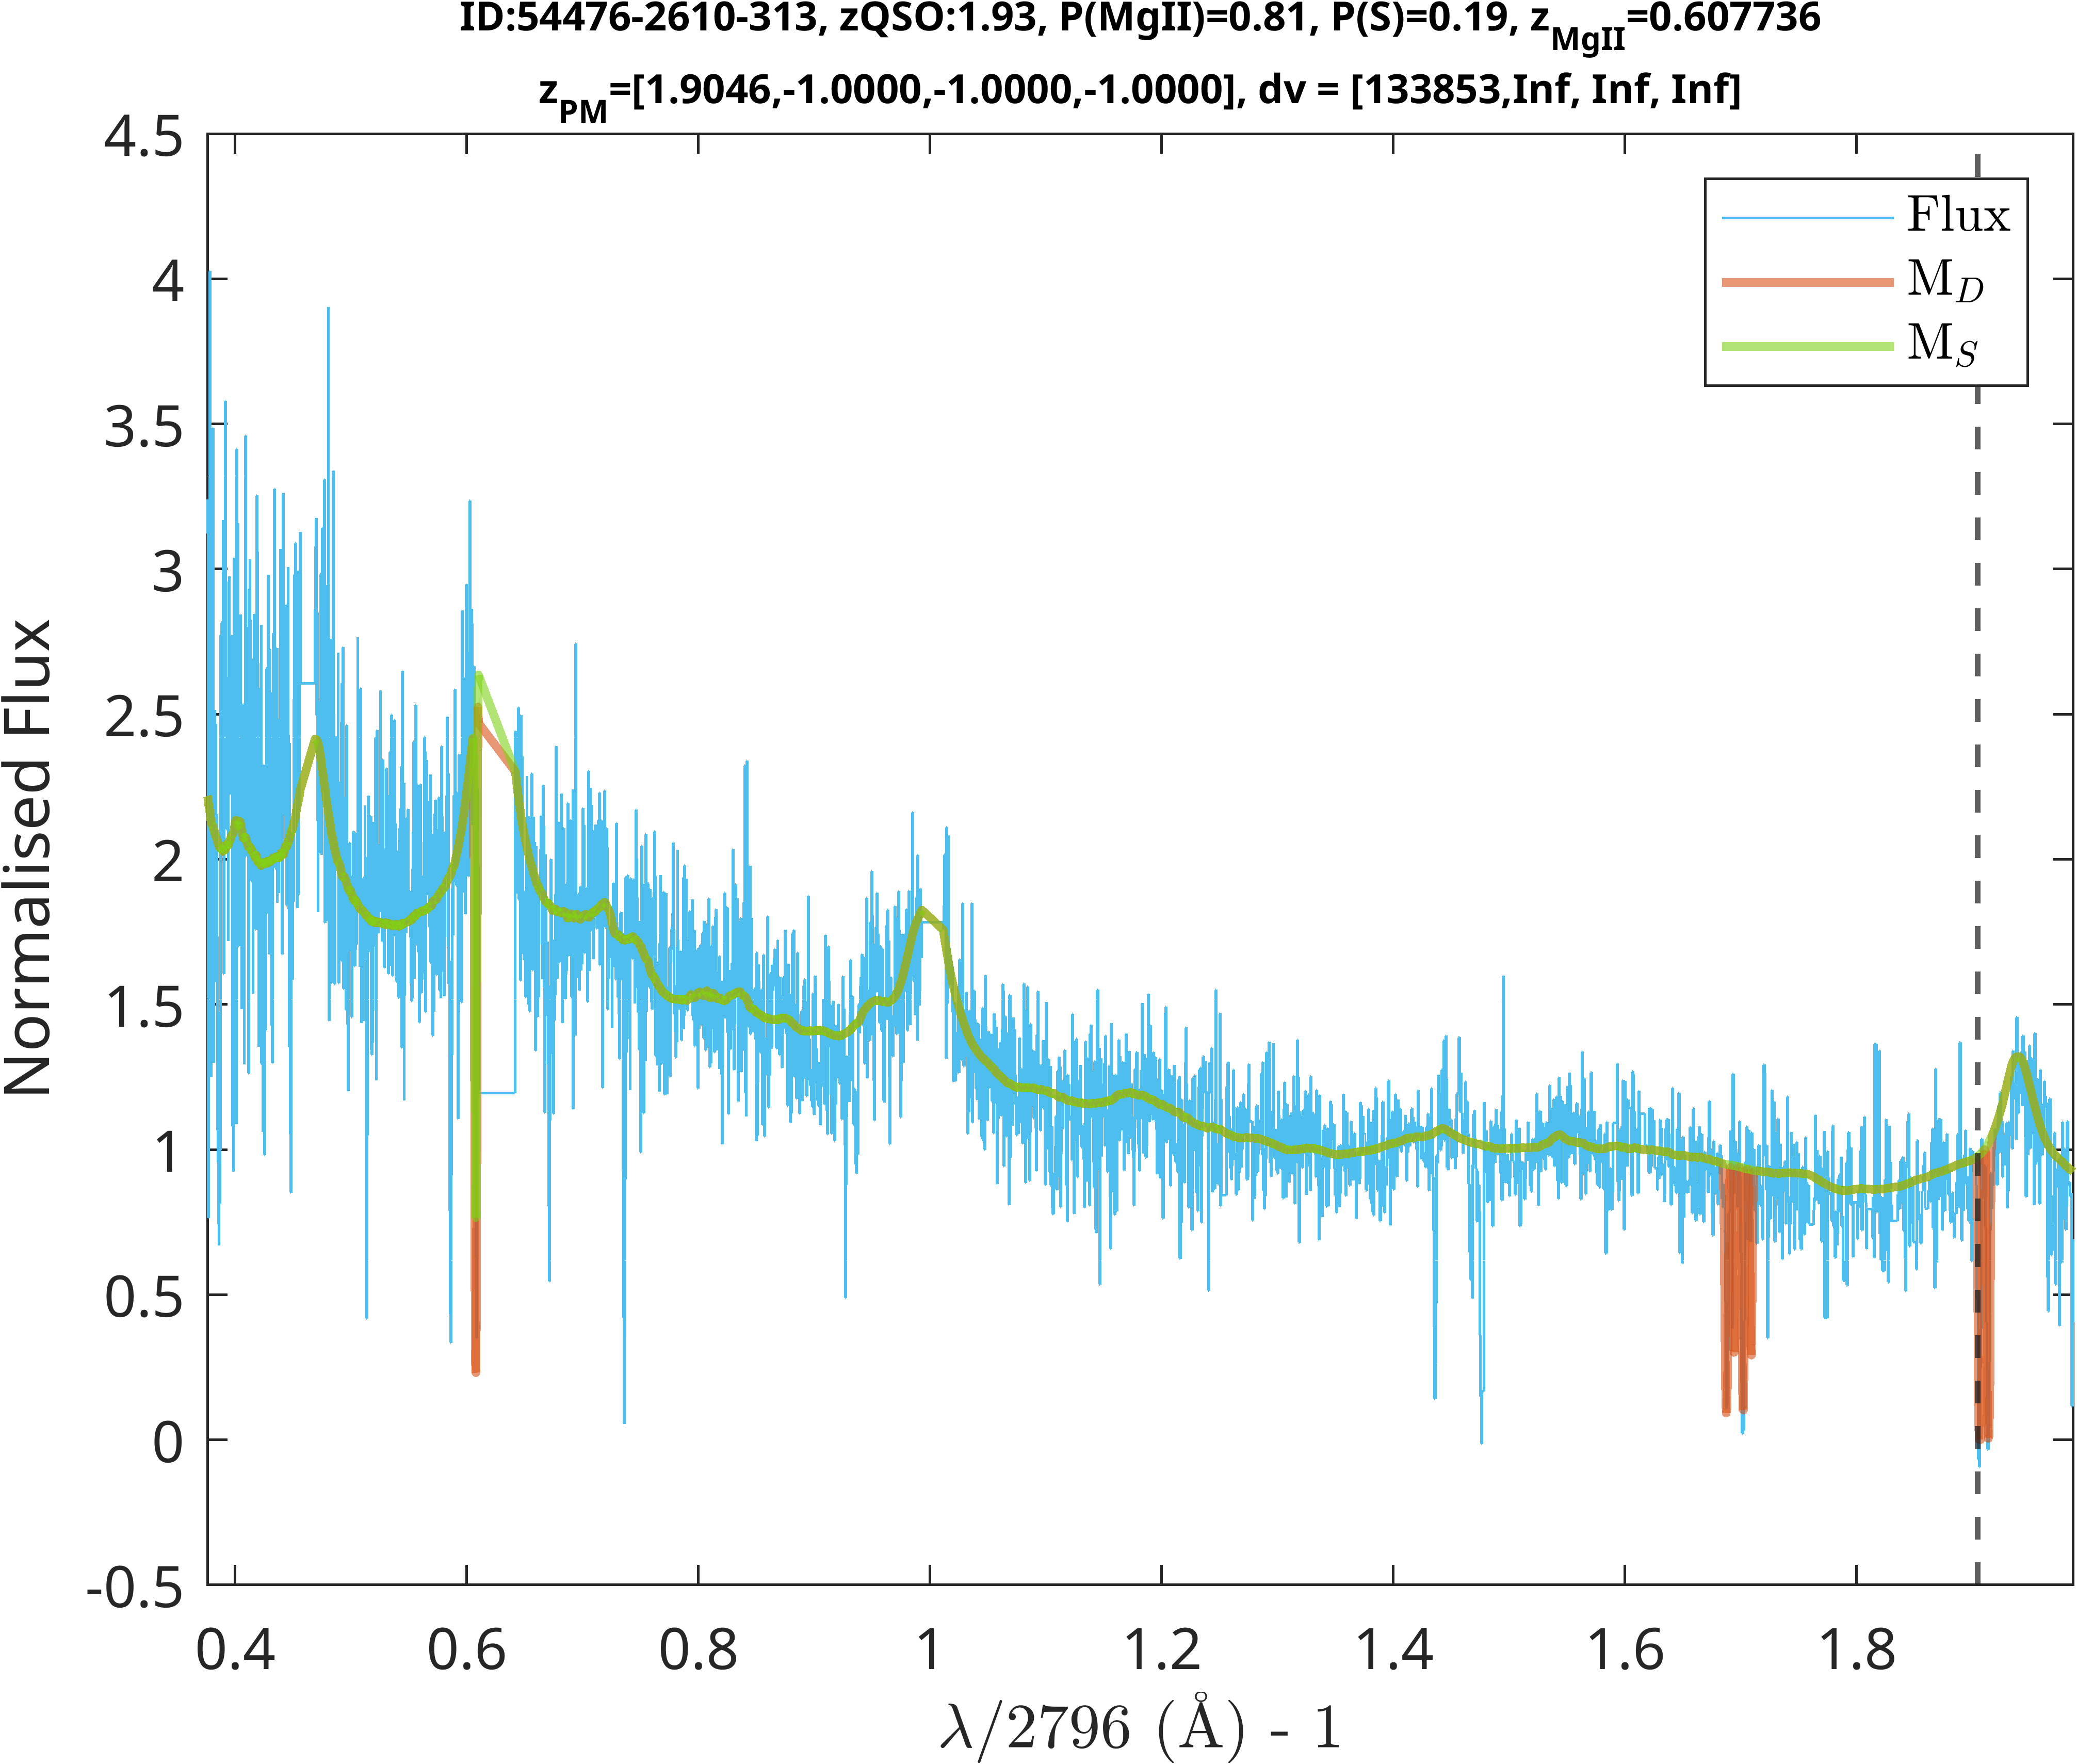 ID:54476-2610-313, zQSO:1.93, P(MgII)=0.81, P(S)=0.19, zMgII=0.607736
zPM=[1.9046,-1.0000,-1.0000,-1.0000], dv = [133853,Inf, Inf, Inf]
4.5
4
3.5
3
2.5
2
1.5
1
0.5
0
-0.5
Normalised Flux
Flux
MD
MS
0.4 0.6 0.8 1 1.2 1.4 1.6 1.8
λ/2796 (Å) - 1